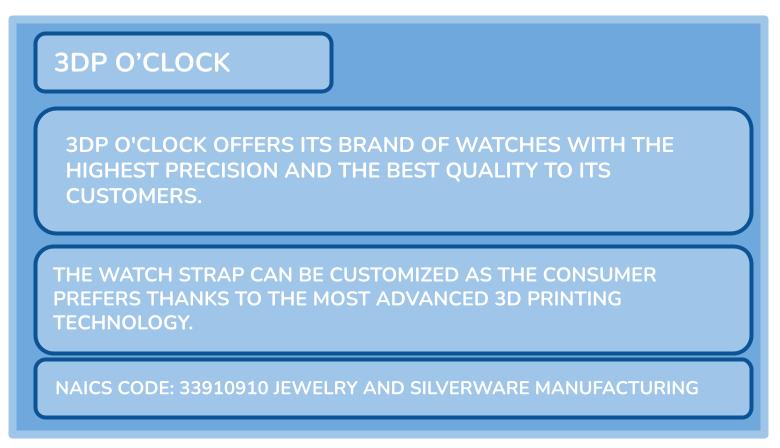 3DP O’CLOCK
3DP O'CLOCK OFFERS ITS BRAND OF WATCHES WITH THE
HIGHEST PRECISION AND THE BEST QUALITY TO ITS
CUSTOMERS.
THE WATCH STRAP CAN BE CUSTOMIZED AS THE CONSUMER
PREFERS THANKS TO THE MOST ADVANCED 3D PRINTING
TECHNOLOGY.
NAICS CODE: 33910910 JEWELRY AND SILVERWARE MANUFACTURING